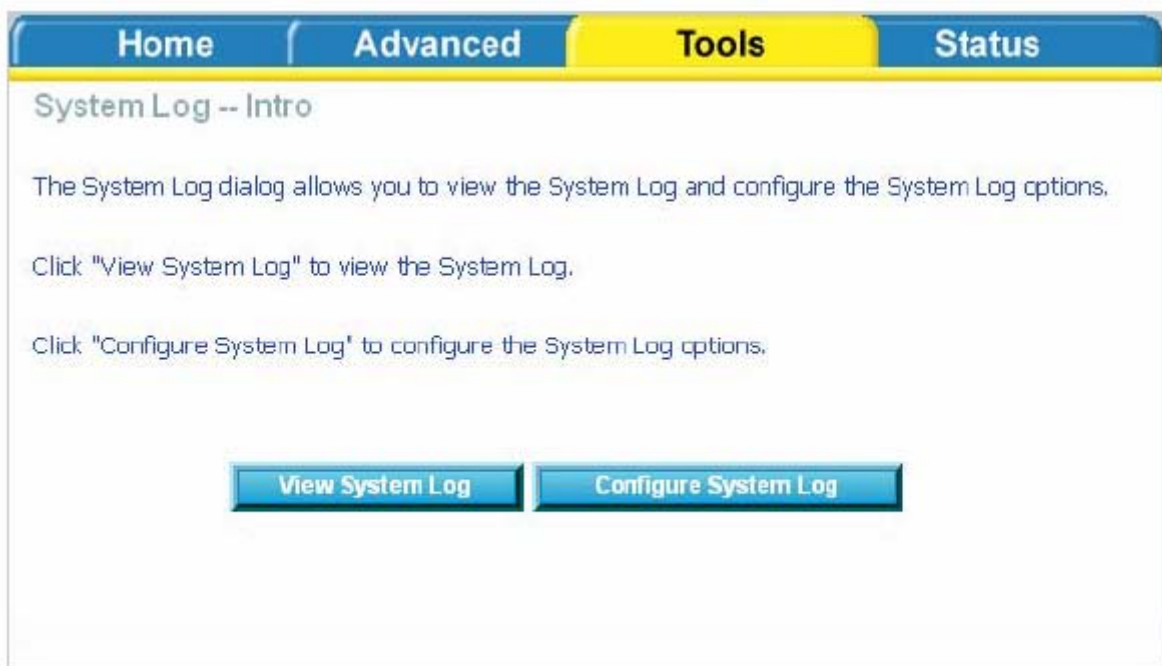 Home Advanced Tools Status
System Log -- Intro
The System Log dialog allows you to view the System Log and configure the System Log options.
Click "View System Log" to view the System Log.
Click "Configure System Log" to configure the System Log options.
View System Log Configure System Log